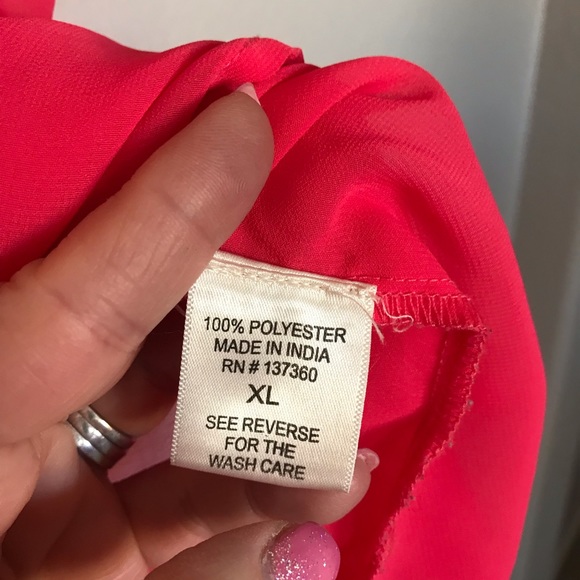 100% POLYESTER
MADE IN INDIA
RN # 137360
XL
SEE REVERSE
FOR THE
WASH CARE